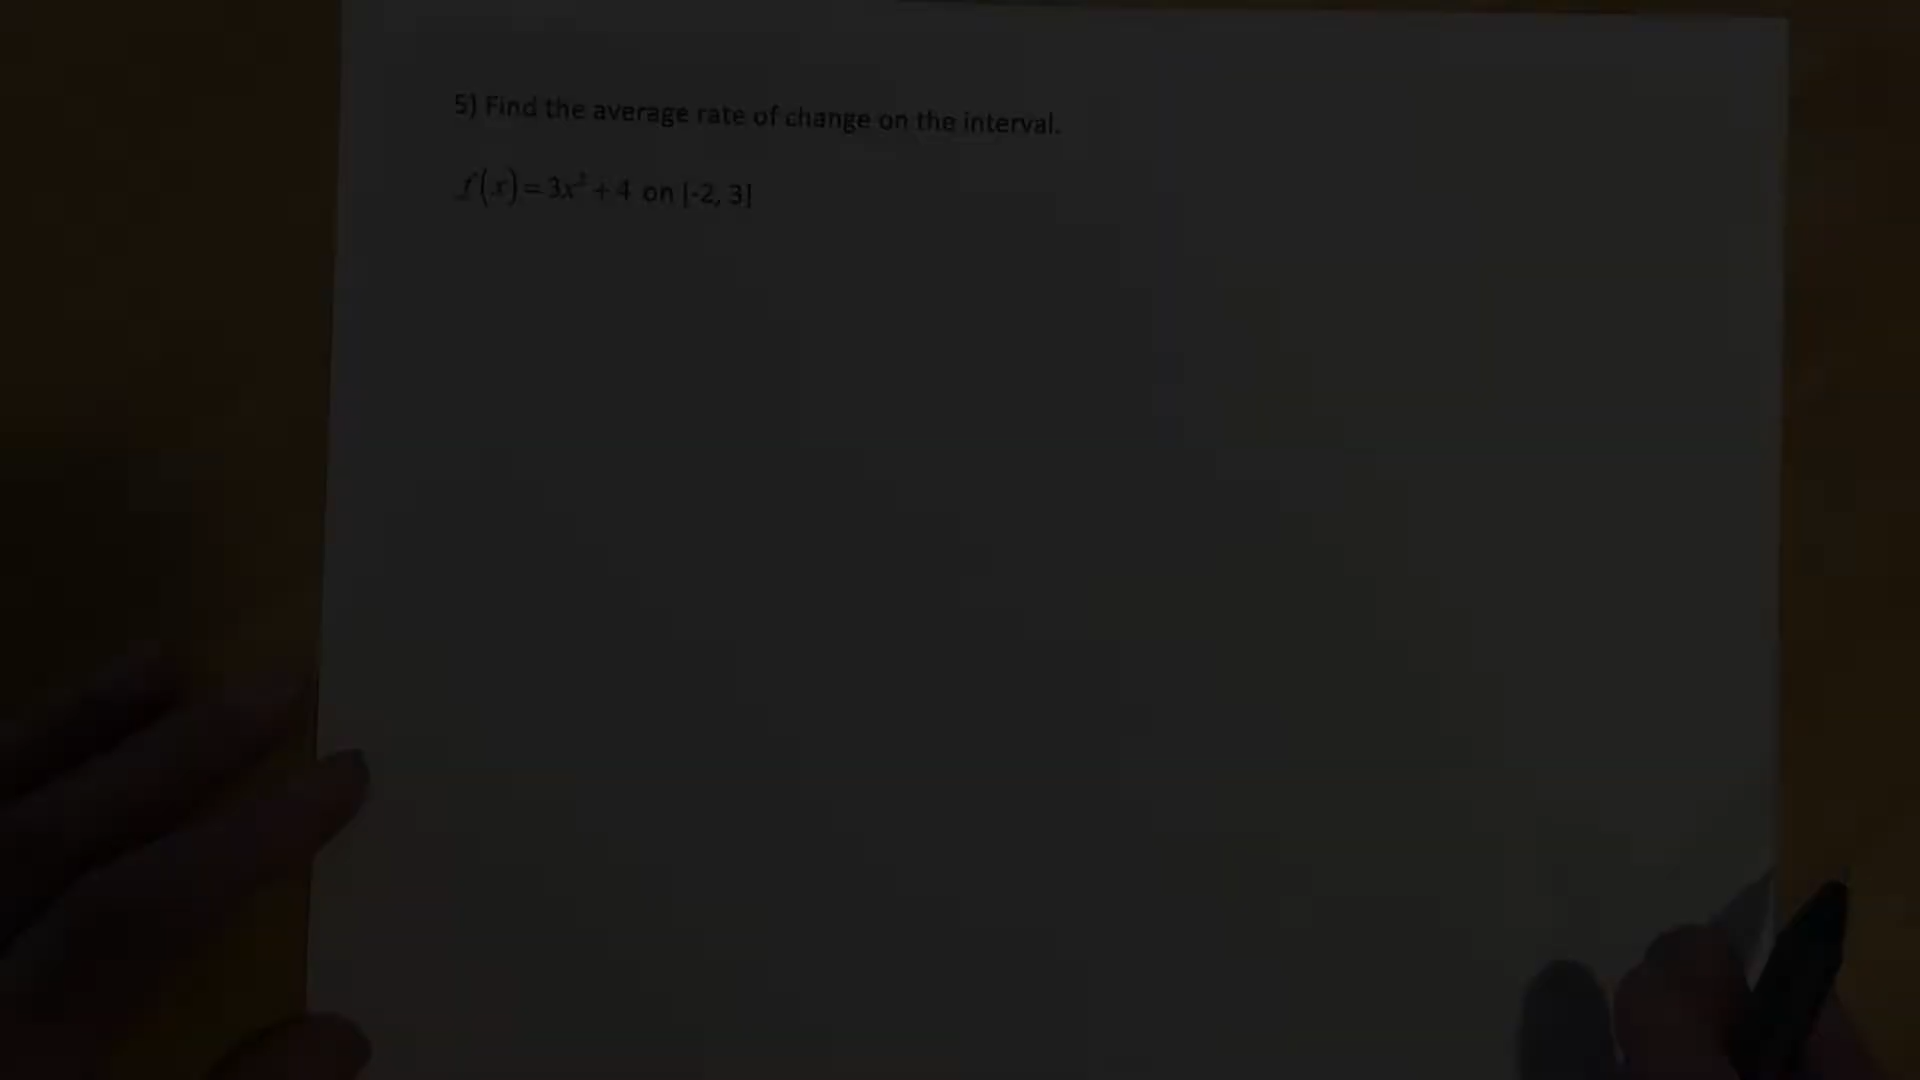 5) Find the average rate of change on the interval.
f(x)=3x²+4 on [-2, 3]